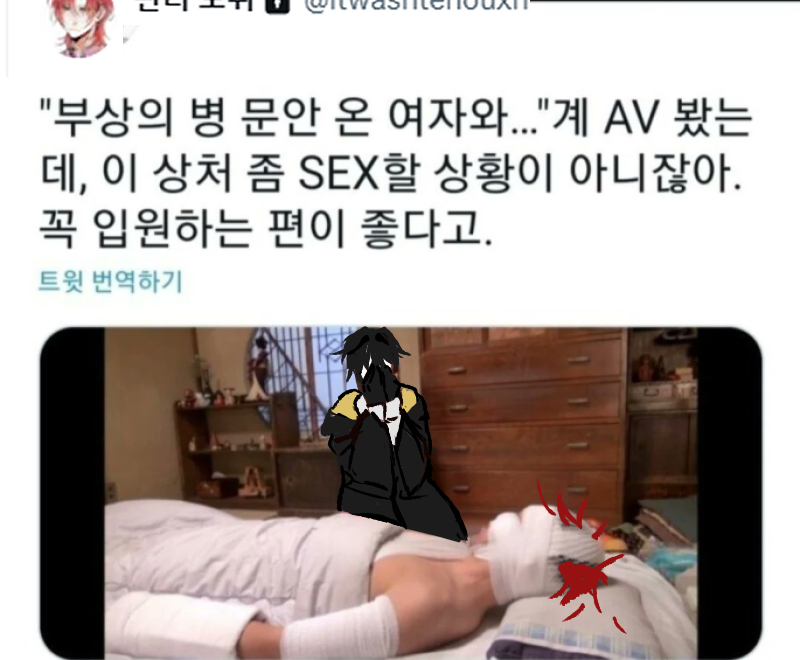 @itwashtehouxh
"부상의 병 문안 온 여자와..."계 AV 봤는
데, 이 상처 좀 SEX할 상황이 아니잖아.
꼭 입원하는 편이 좋다고.
트윗 번역하기